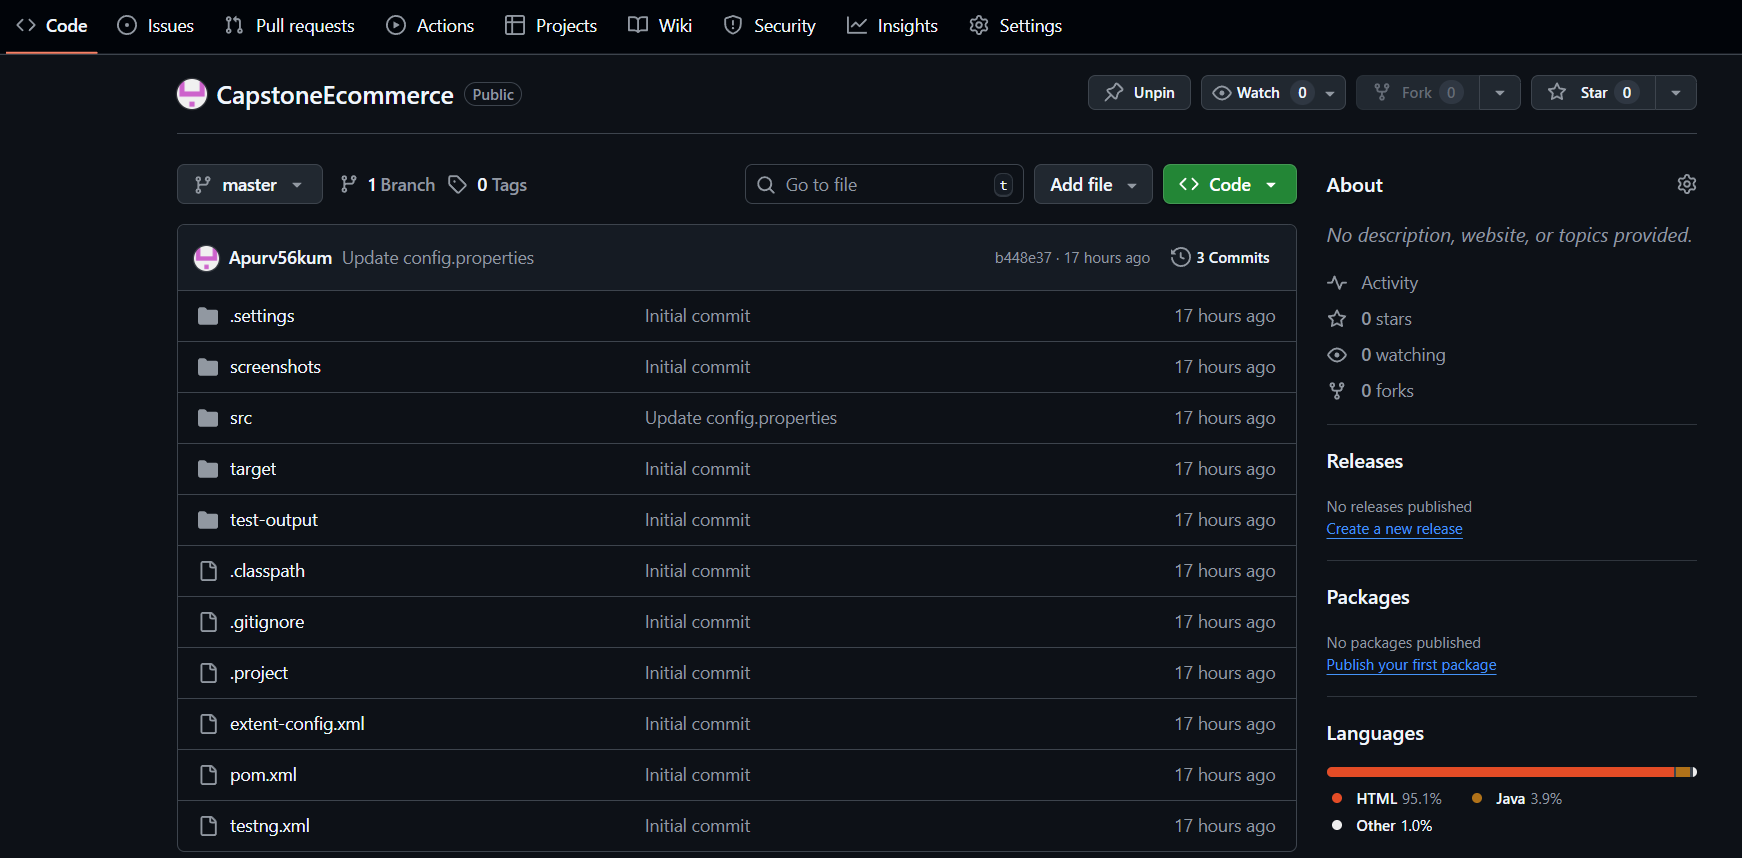 Code Issues Pull requests Actions Projects Wiki Security Insights Settings
CapstoneEcommerce Public Unpin Watch 0 Fork 0 Star 0
master 1 Branch 0 Tags Go to file t Add file Code
Apurv56kum Update config.properties b448e37 · 17 hours ago 3 Commits
.settings Initial commit 17 hours ago
screenshots Initial commit 17 hours ago
src Update config.properties 17 hours ago
target Initial commit 17 hours ago
test-output Initial commit 17 hours ago
.classpath Initial commit 17 hours ago
.gitignore Initial commit 17 hours ago
.project Initial commit 17 hours ago
extent-config.xml Initial commit 17 hours ago
pom.xml Initial commit 17 hours ago
testng.xml Initial commit 17 hours ago
About
No description, website, or topics provided.
Activity
0 stars
0 watching
0 forks
Releases
No releases published
Create a new release
Packages
No packages published
Publish your first package
Languages
HTML 95.1% Java 3.9%
Other 1.0%